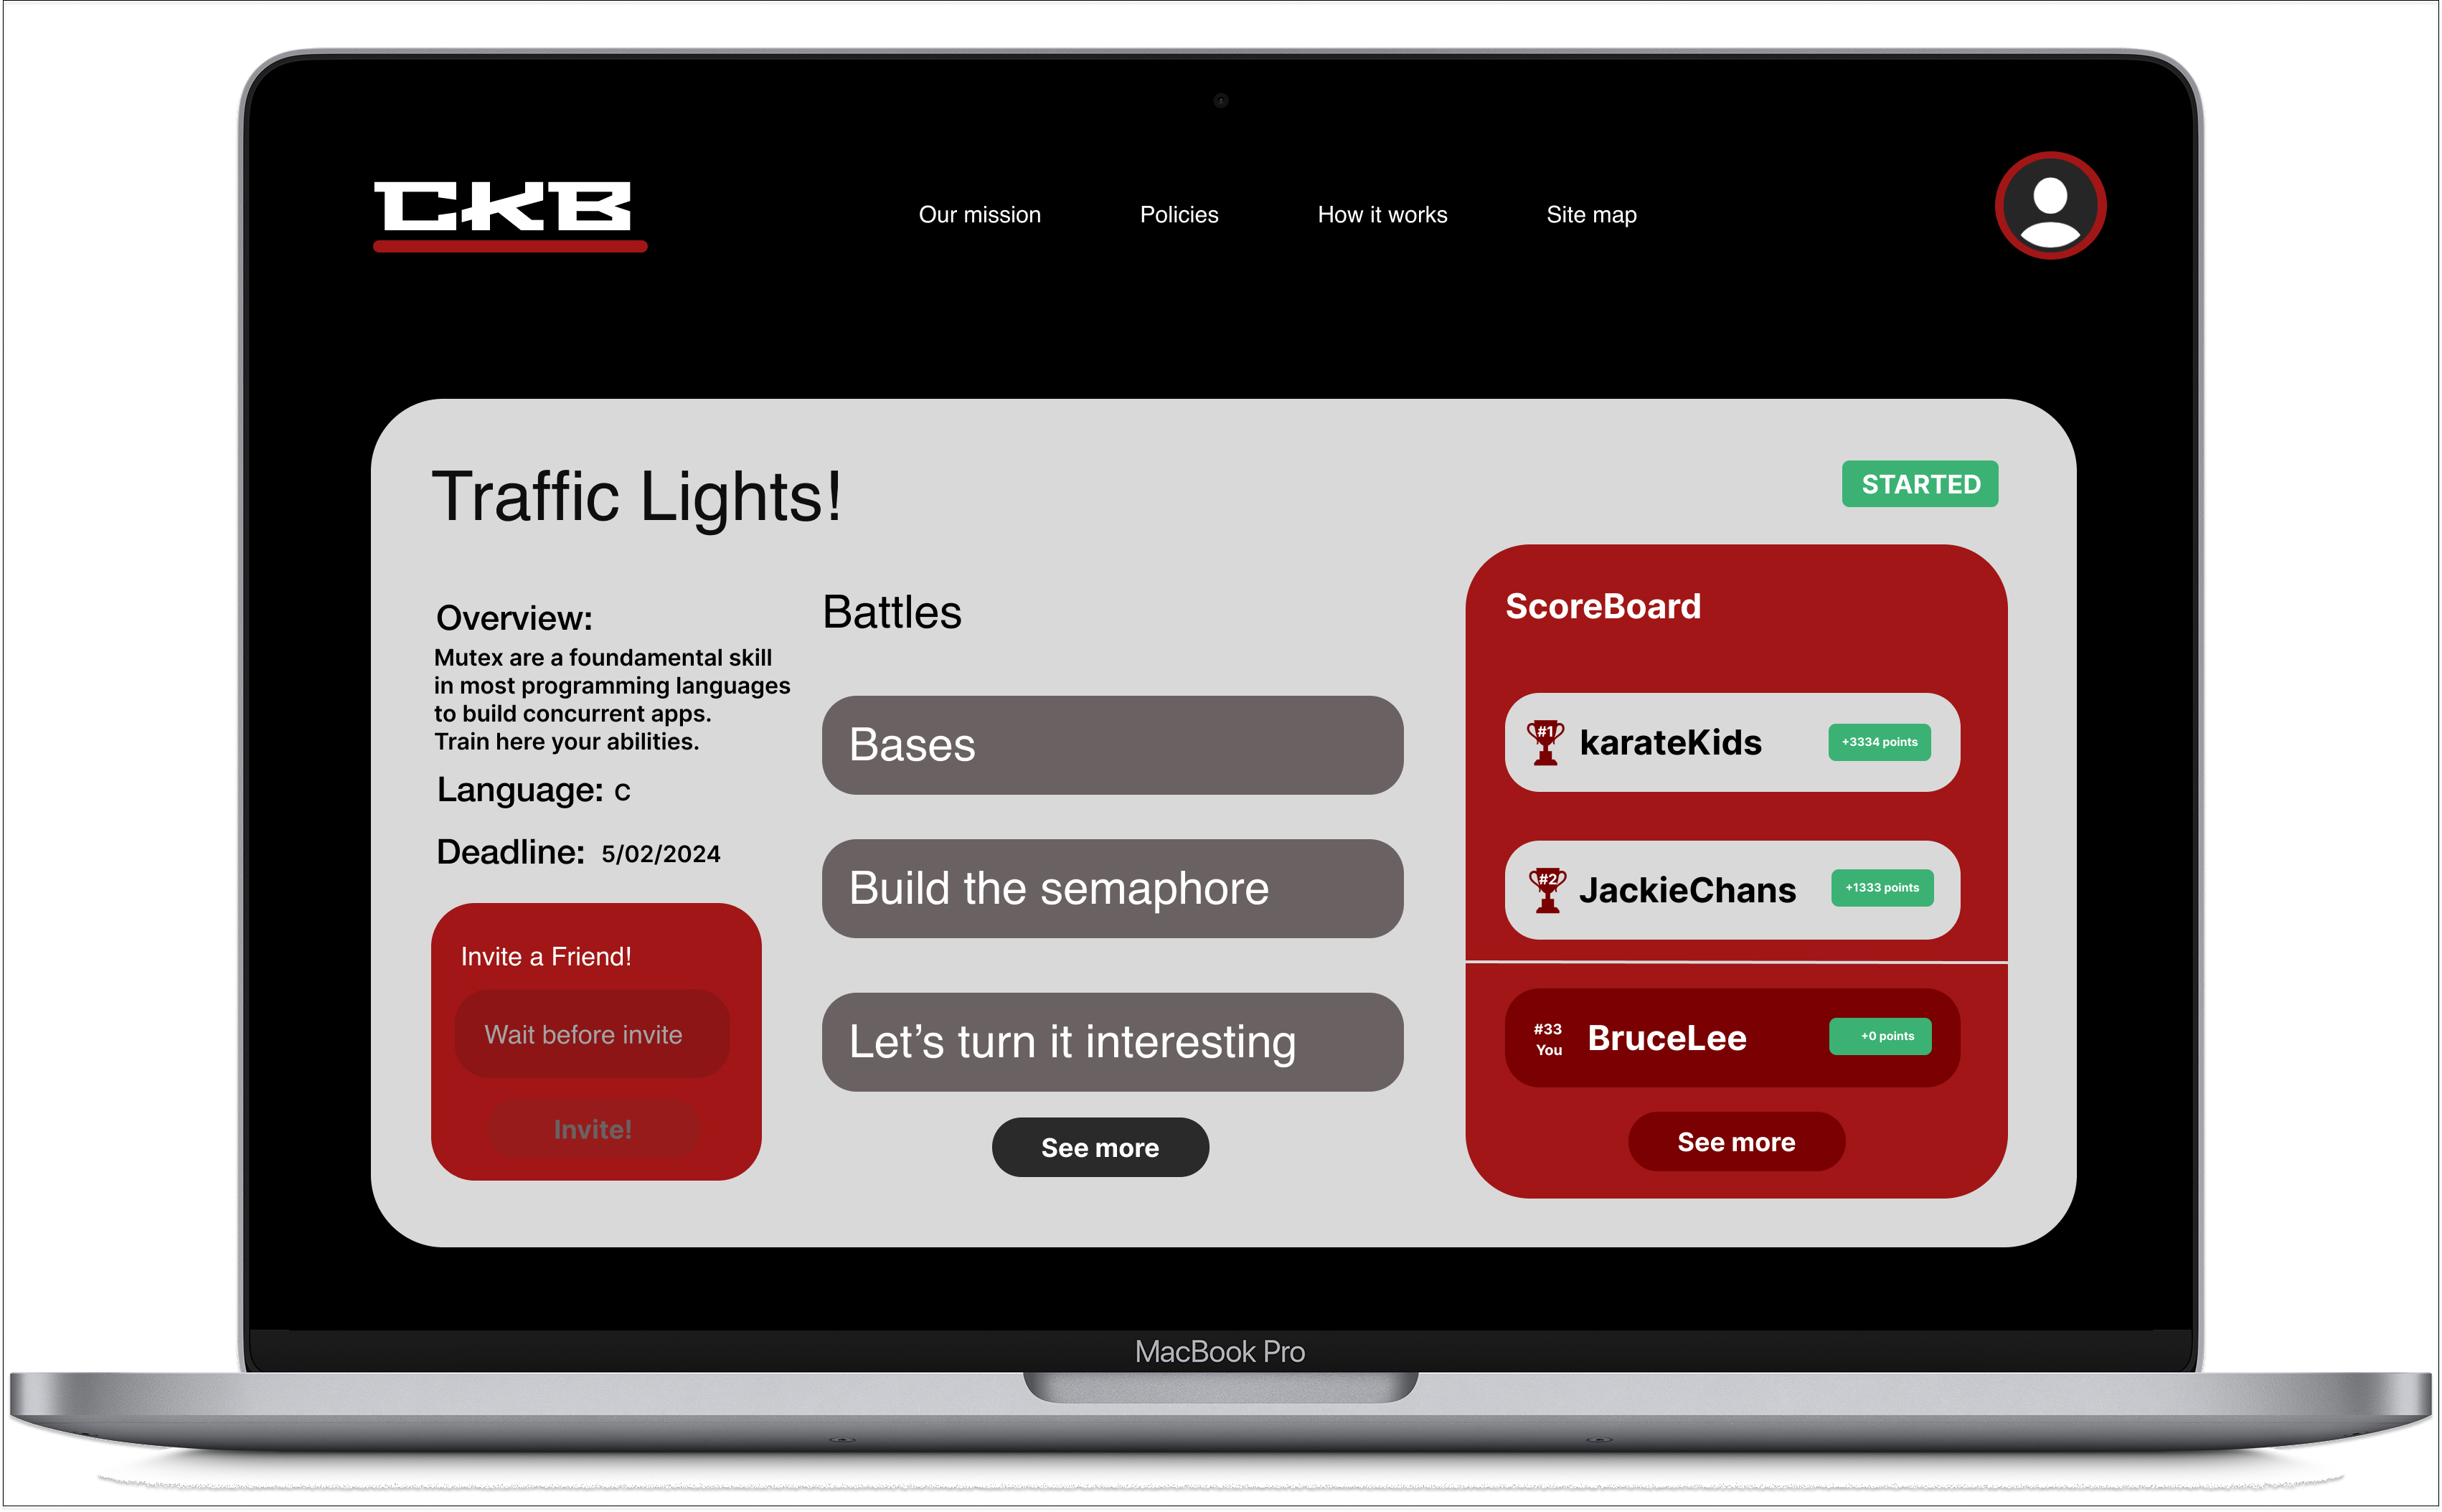 CKB
Our mission
Policies
How it works
Site map
Traffic Lights!
STARTED
Overview:
Mutex are a foundamental skill
in most programming languages
to build concurrent apps.
Train here your abilities.
Language: C
Deadline: 5/02/2024
Invite a Friend!
Wait before invite
Invite!
Battles
Bases
Build the semaphore
Let’s turn it interesting
See more
ScoreBoard
#1 karateKids +3334 points
#2 JackieChans +1333 points
#33
You
BruceLee
+0 points
See more
MacBook Pro